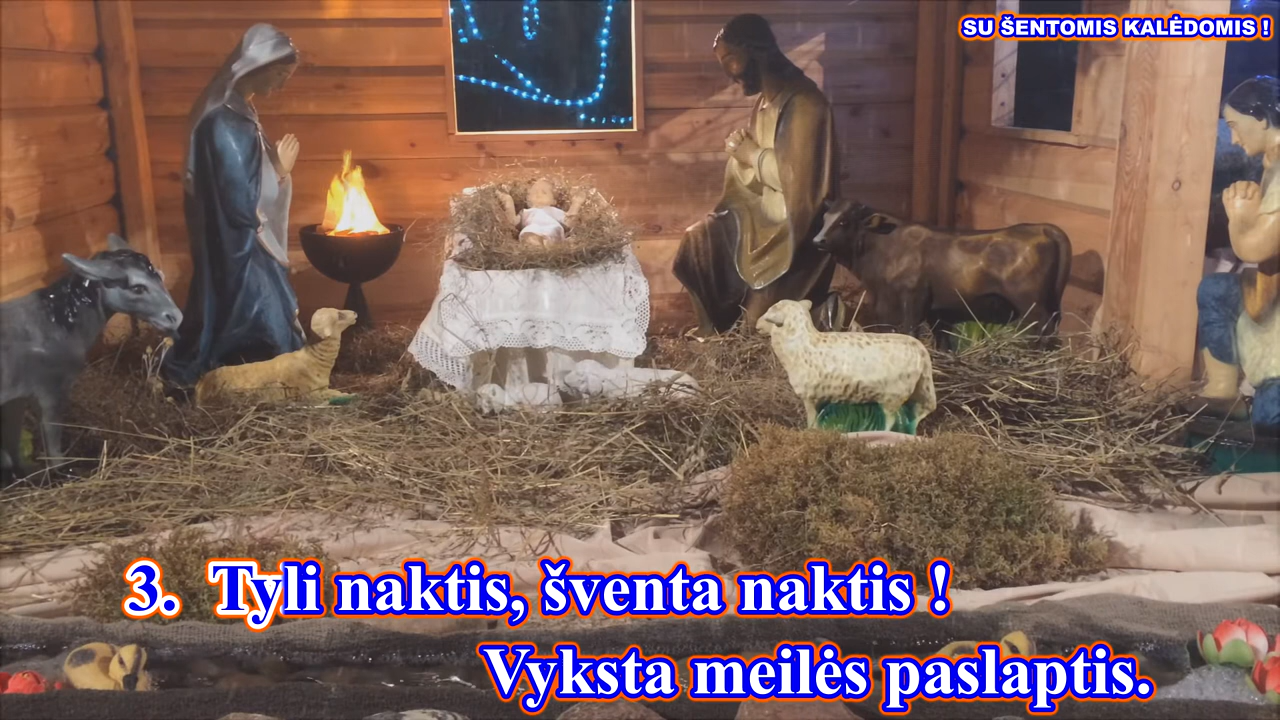 SU ŠENTOMIS KALĖDOMIS !
3. Tyli naktis, šventa naktis !
Vyksta meilės paslaptis.